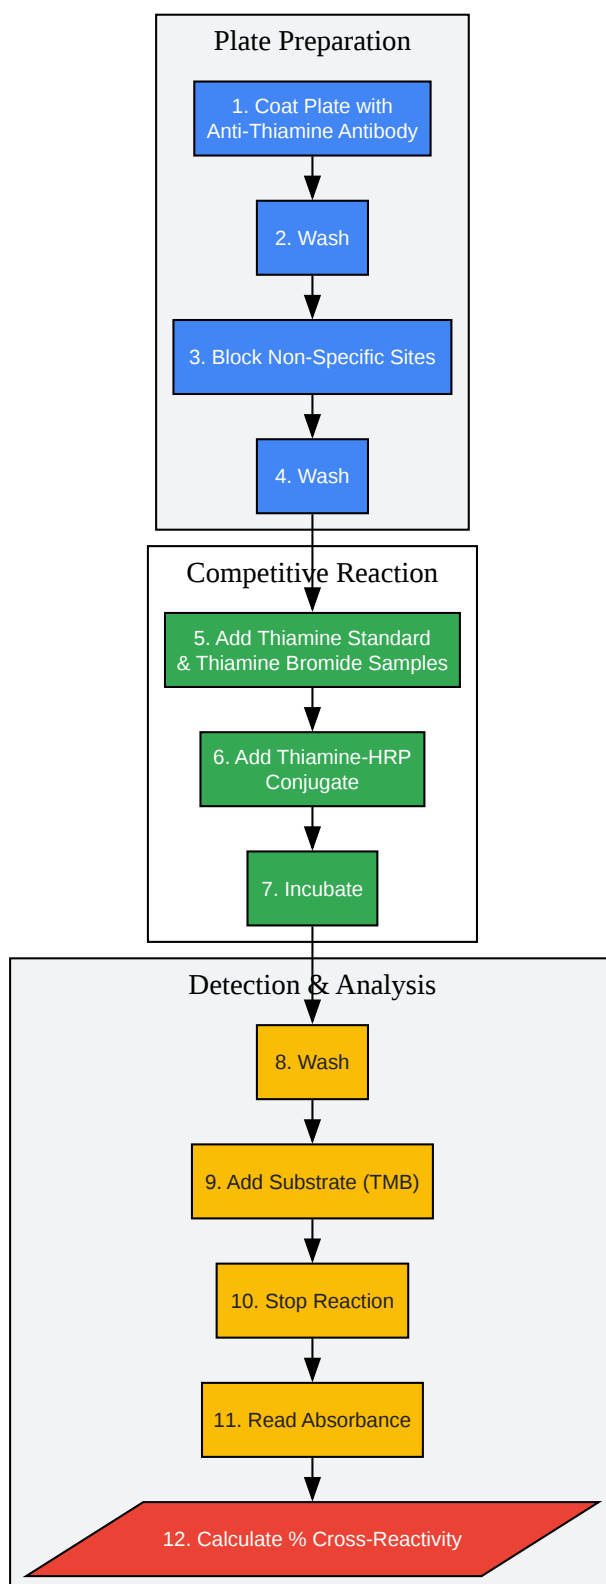 Plate Preparation
1. Coat Plate with
Anti-Thiamine Antibody
2. Wash
3. Block Non-Specific Sites
4. Wash
Competitive Reaction
5. Add Thiamine Standard
& Thiamine Bromide Samples
6. Add Thiamine-HRP
Conjugate
7. Incubate
Detection & Analysis
8. Wash
9. Add Substrate (TMB)
10. Stop Reaction
11. Read Absorbance
12. Calculate % Cross-Reactivity